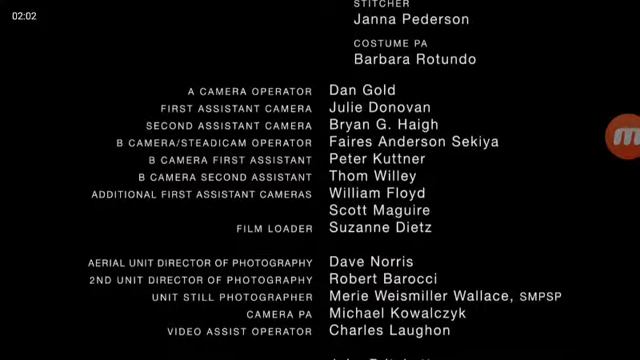 02:02
STITCHER
Janna Pederson
COSTUME PA
Barbara Rotundo
A CAMERA OPERATOR Dan Gold
FIRST ASSISTANT CAMERA Julie Donovan
SECOND ASSISTANT CAMERA Bryan G. Haigh
B CAMERA/STEADICAM OPERATOR Faires Anderson Sekiya
B CAMERA FIRST ASSISTANT Peter Kuttner
B CAMERA SECOND ASSISTANT Thom Willey
ADDITIONAL FIRST ASSISTANT CAMERAS William Floyd
Scott Maguire
FILM LOADER Suzanne Dietz
AERIAL UNIT DIRECTOR OF PHOTOGRAPHY Dave Norris
2ND UNIT DIRECTOR OF PHOTOGRAPHY Robert Barocci
UNIT STILL PHOTOGRAPHER Merie Weismiller Wallace, SMPSP
CAMERA PA Michael Kowalczyk
VIDEO ASSIST OPERATOR Charles Laughon